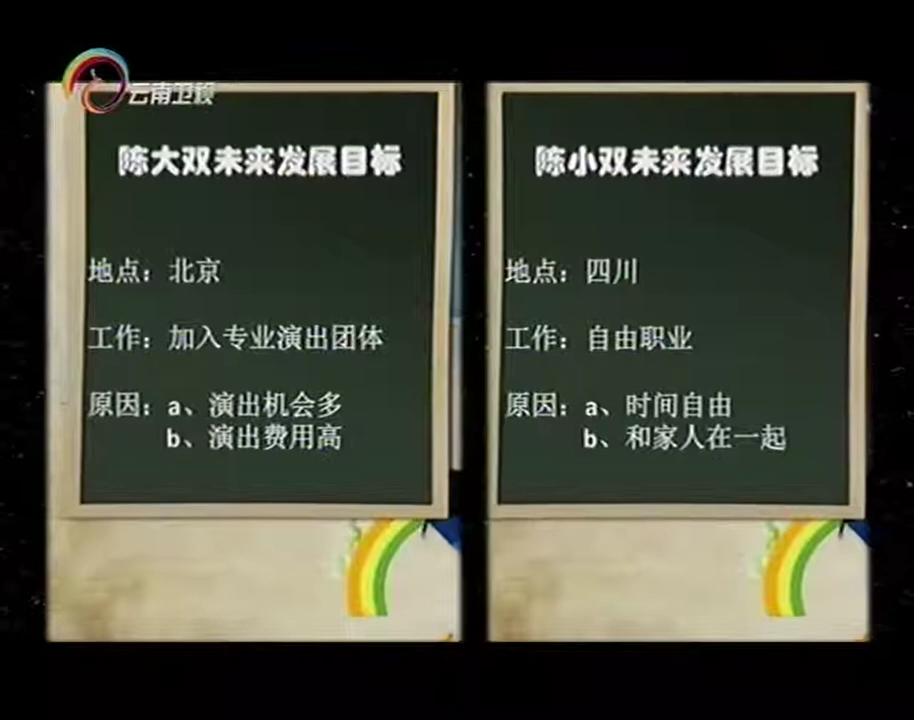 云南卫视
陈大双未来发展目标
地点：北京
工作：加入专业演出团体
原因：a、演出机会多
b、演出费用高
陈小双未来发展目标
地点：四川
工作：自由职业
原因：a、时间自由
b、和家人在一起